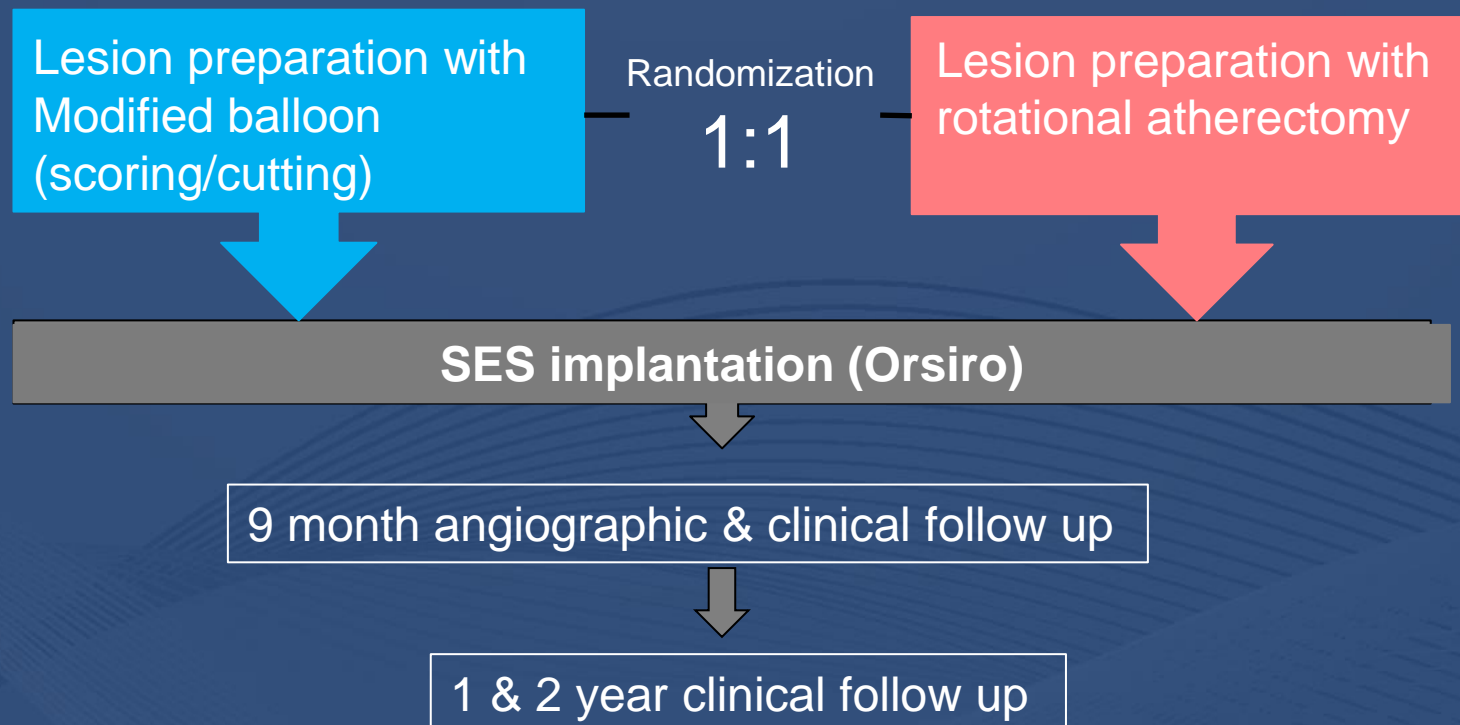 Lesion preparation with
Modified balloon
(scoring/cutting)
Randomization
1:1
Lesion preparation with
rotational atherectomy
SES implantation (Orsiro)
9 month angiographic & clinical follow up
1 & 2 year clinical follow up